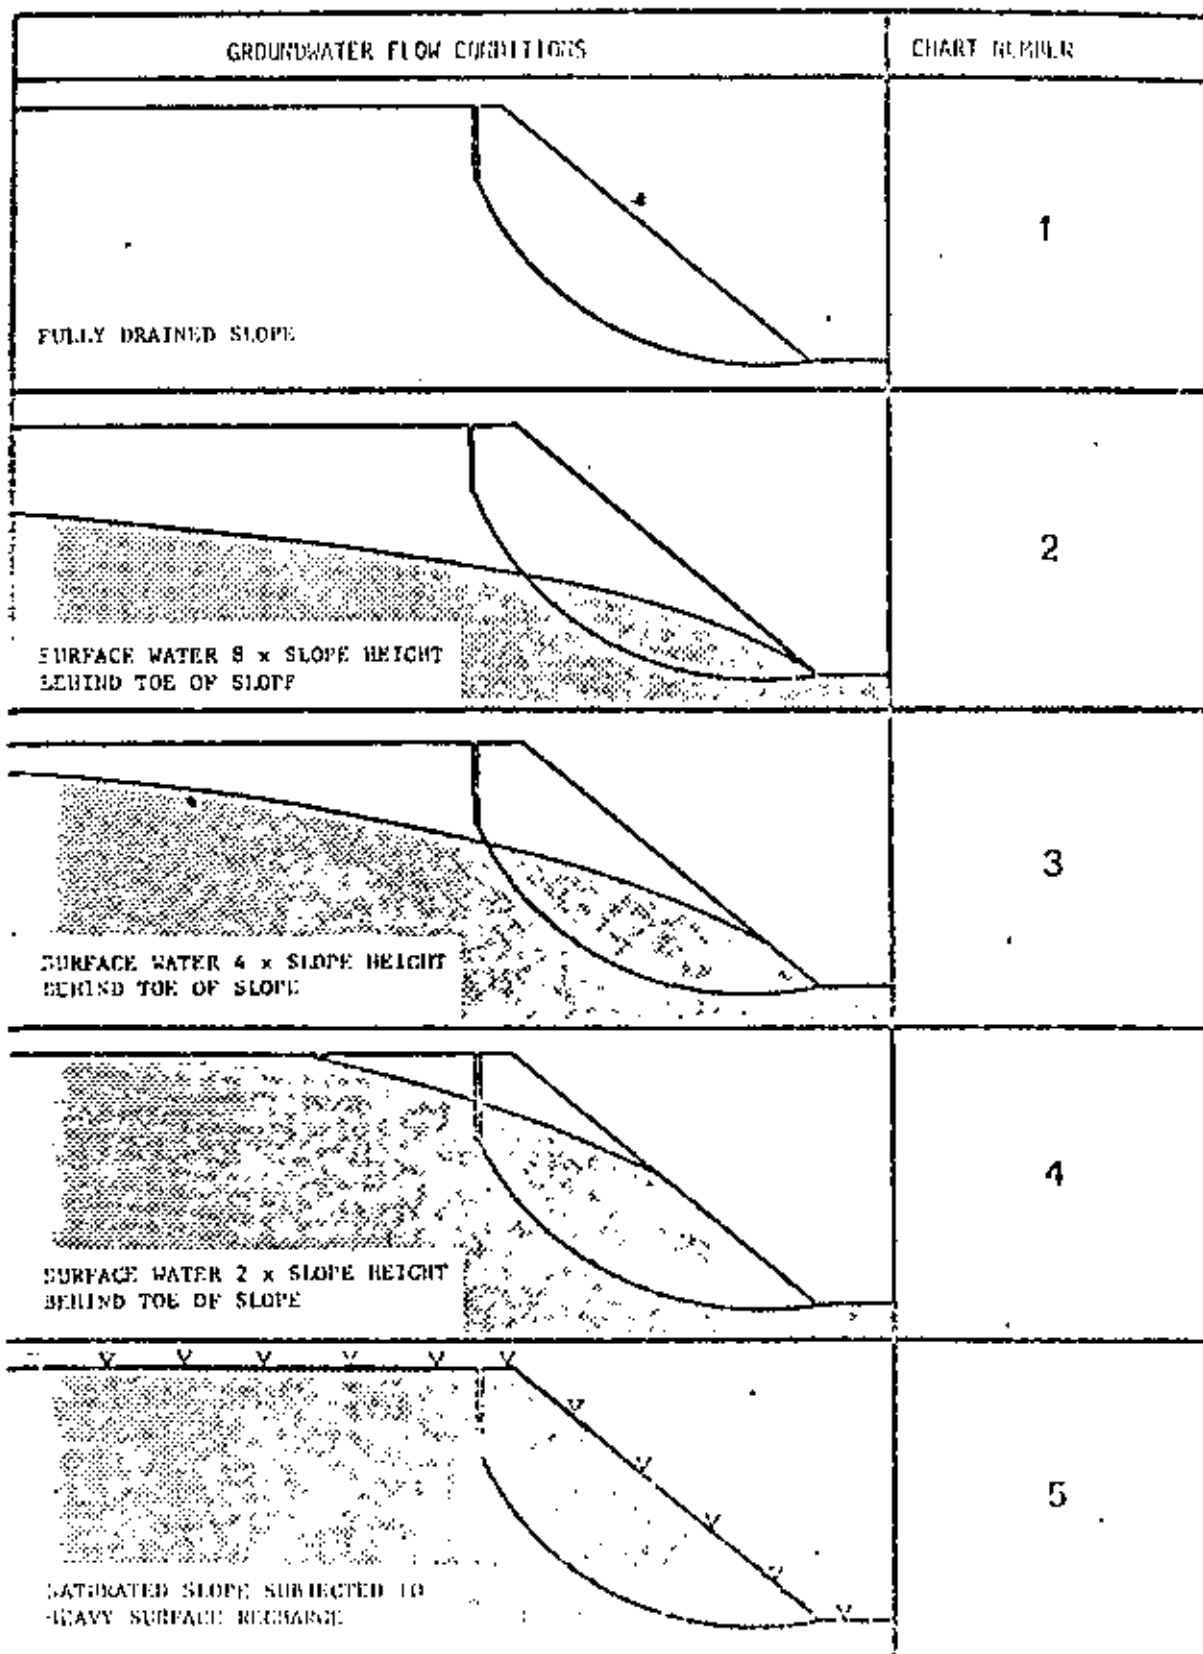 GROUNDWATER FLOW CONDITIONS
CHART NUMBER
1
FULLY DRAINED SLOPE
2
SURFACE WATER 8 x SLOPE HEIGHT
BEHIND TOE OF SLOPE
3
SURFACE WATER 4 x SLOPE HEIGHT
BEHIND TOE OF SLOPE
4
SURFACE WATER 2 x SLOPE HEIGHT
BEHIND TOE OF SLOPE
5
SATURATED SLOPE SUBJECTED TO
HEAVY SURFACE RECHARGE